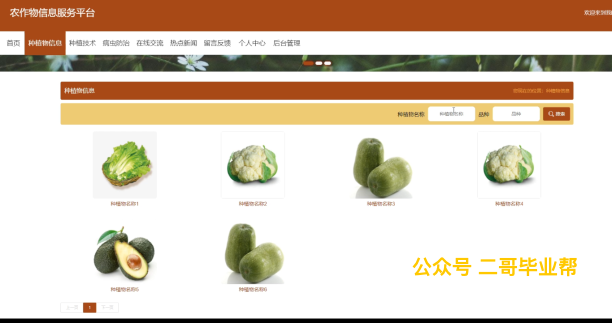 农作物信息服务平台
欢迎来到我
首页 种植物信息 种植技术 病虫防治 在线交流 热点新闻 留言反馈 个人中心 后台管理
种植物信息
您现在的位置：种植物信息
种植物名称 种植物名称 品种 品种 搜索
种植物名称1 种植物名称2 种植物名称3 种植物名称4
种植物名称5 种植物名称6
公众号 二哥毕业帮
上一页 1 下一页